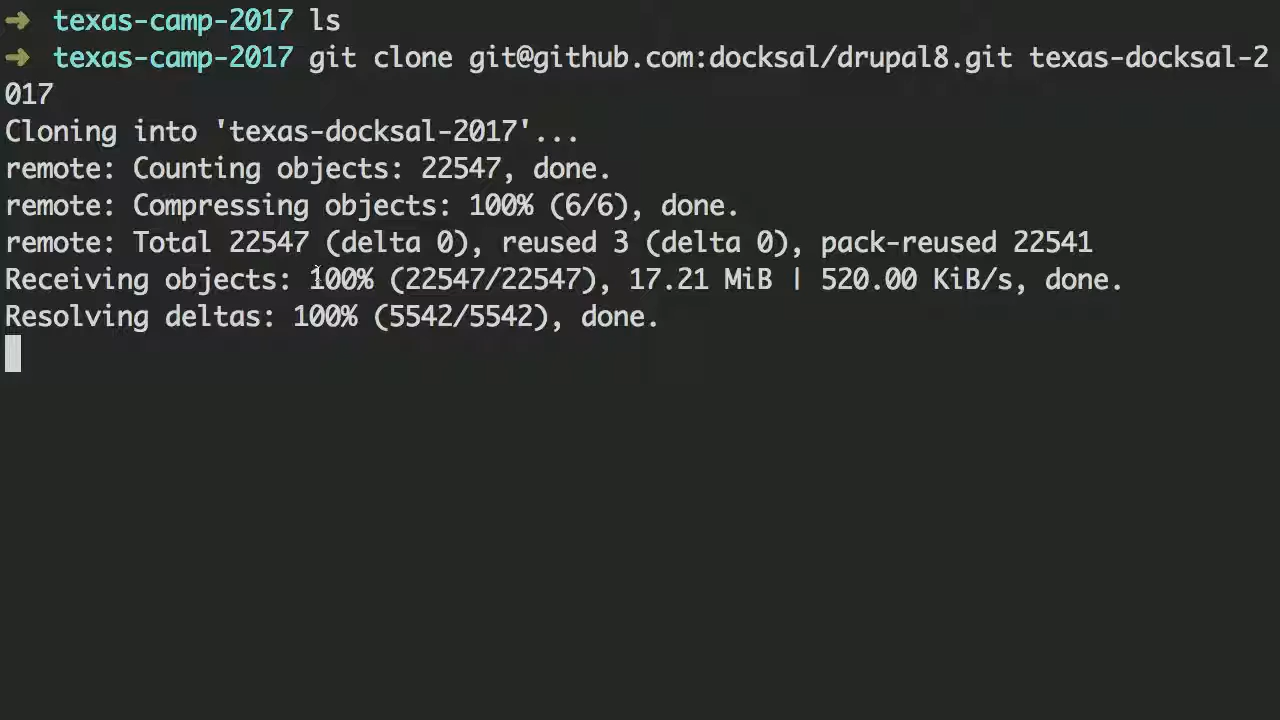 ➜ texas-camp-2017 ls
➜ texas-camp-2017 git clone git@github.com:docksal/drupal8.git texas-docksal-2
017
Cloning into 'texas-docksal-2017'...
remote: Counting objects: 22547, done.
remote: Compressing objects: 100% (6/6), done.
remote: Total 22547 (delta 0), reused 3 (delta 0), pack-reused 22541
Receiving objects: 100% (22547/22547), 17.21 MiB | 520.00 KiB/s, done.
Resolving deltas: 100% (5542/5542), done.